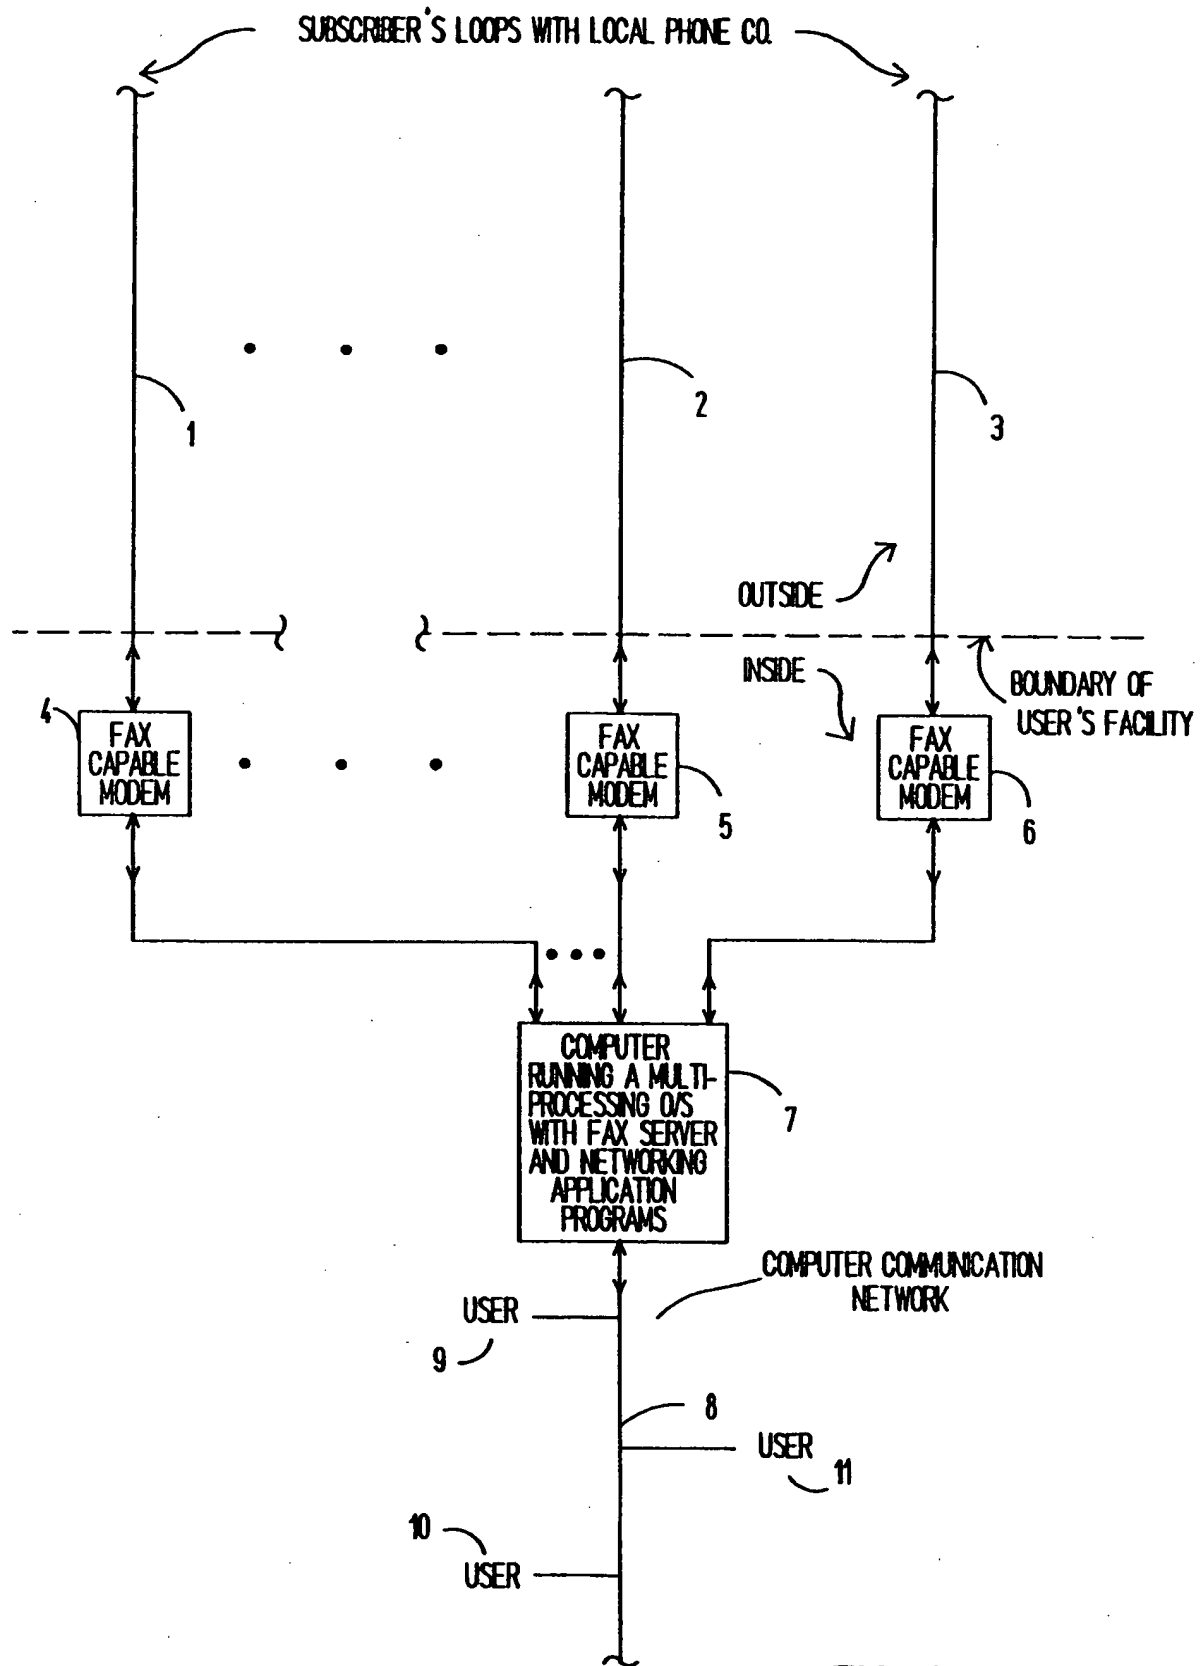 SUBSCRIBER'S LOOPS WITH LOCAL PHONE CO.
1
2
3
OUTSIDE
INSIDE
BOUNDARY OF
USER'S FACILITY
4
FAX
CAPABLE
MODEM
FAX
CAPABLE
MODEM
5
FAX
CAPABLE
MODEM
6
COMPUTER
RUNNING A MULTI-
PROCESSING O/S
WITH FAX SERVER
AND NETWORKING
APPLICATION
PROGRAMS
7
COMPUTER COMMUNICATION
NETWORK
USER
9
8
USER
11
10
USER